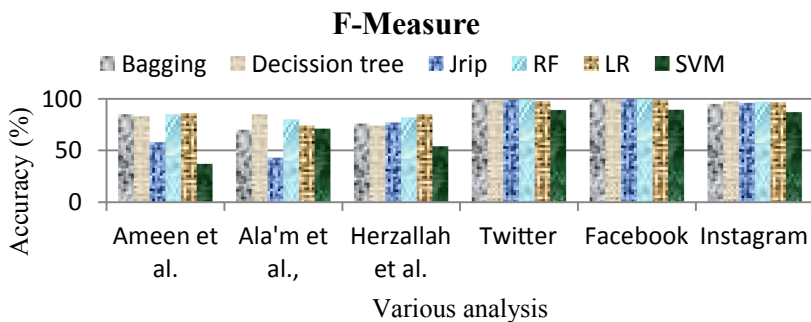 F-Measure
Bagging Decission tree Jrip RF LR SVM
Accuracy (%)
100
50
0
Ameen et al.
Ala'm et al.,
Herzallah et al.
Twitter
Facebook
Instagram
Various analysis